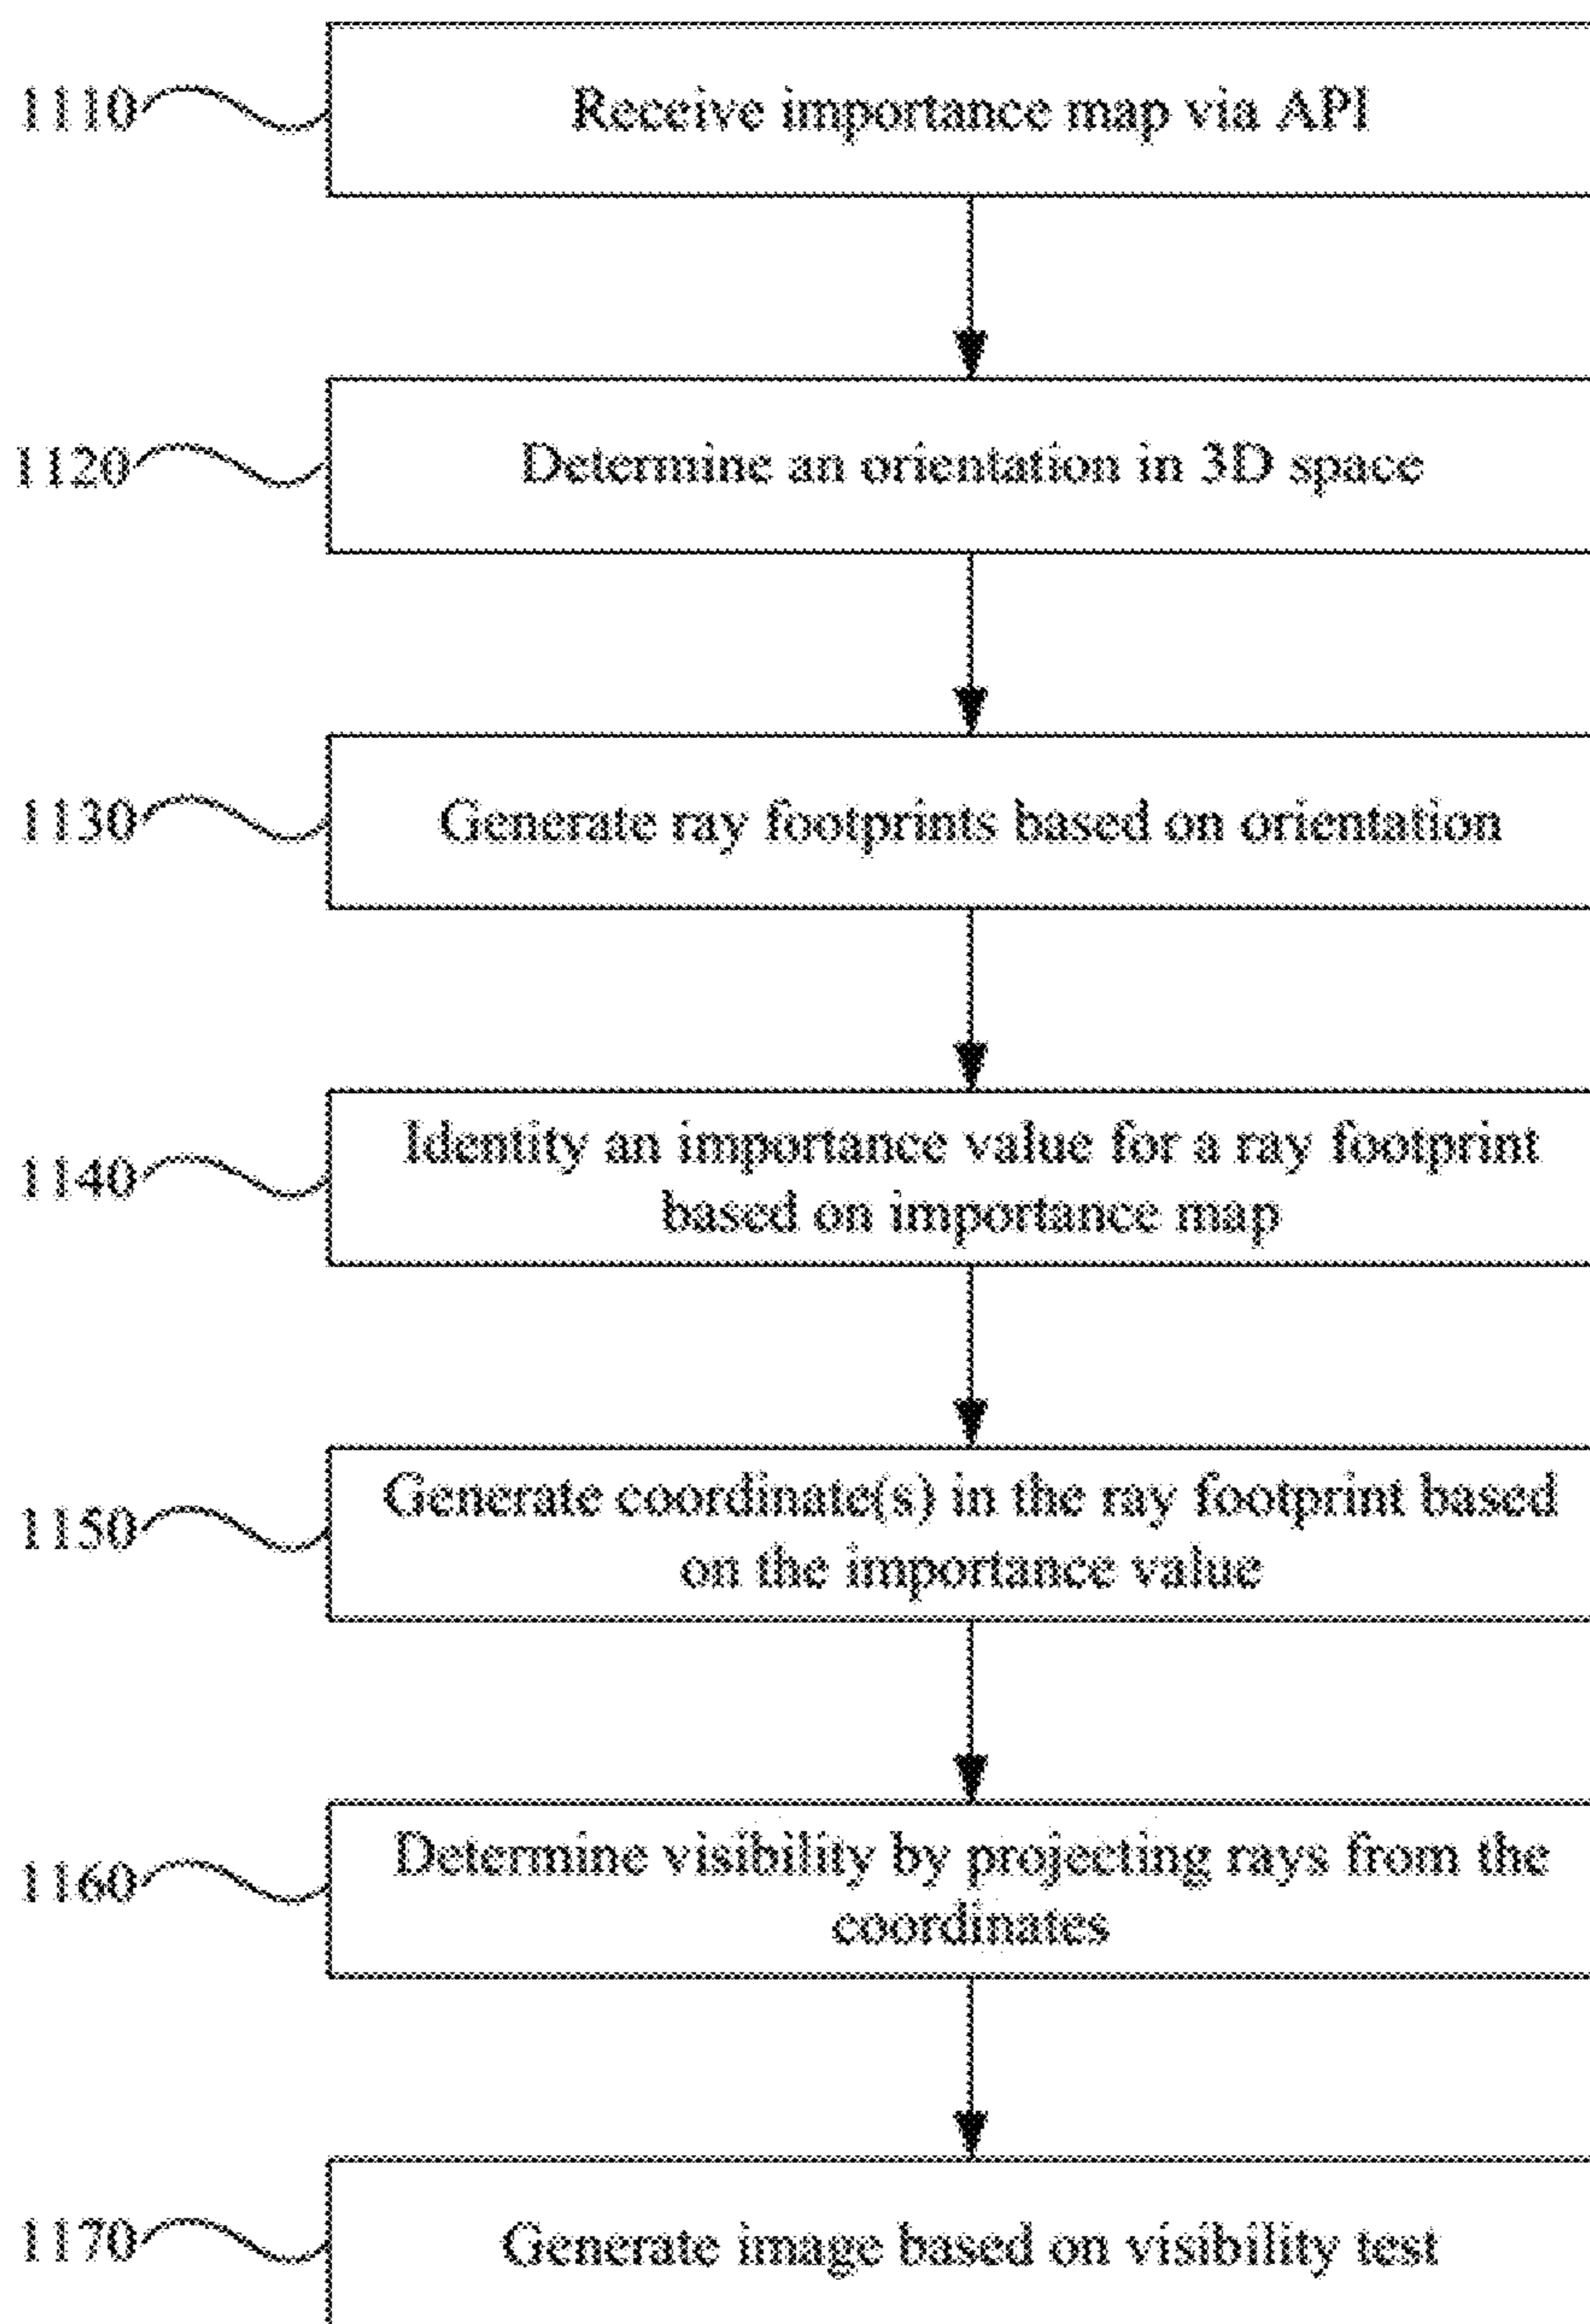 1110 Receive importance map via API
1120 Determine an orientation in 3D space
1130 Generate ray footprints based on orientation
1140 Identity an importance value for a ray footprint
based on importance map
1150 Generate coordinate(s) in the ray footprint based
on the importance value
1160 Determine visibility by projecting rays from the
coordinates
1170 Generate image based on visibility test